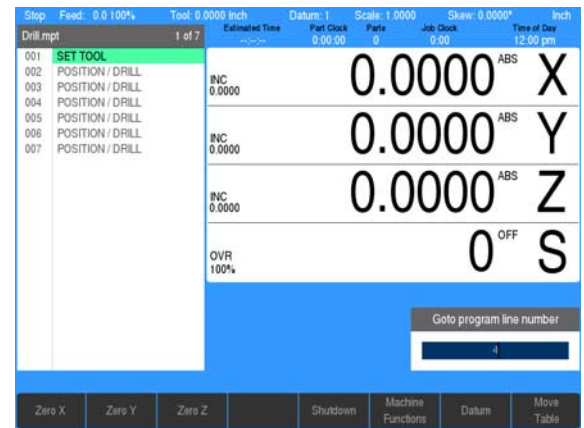 Stop Feed: 0.0 100% Tool: 0.0000 Inch Datum: 1 Scale: 1.0000 Skew: 0.0000° Inch
Drill.mpt 1 of 7
Estimated Time Part Clock Parts Job Clock Time of Day
--:--:-- 0:00:00 0 0:00 12:00 pm
001 SET TOOL
002 POSITION / DRILL
003 POSITION / DRILL
004 POSITION / DRILL
005 POSITION / DRILL
006 POSITION / DRILL
007 POSITION / DRILL
INC 0.0000 0.0000 ABS X
INC 0.0000 0.0000 ABS Y
INC 0.0000 0.0000 ABS Z
OVR 100% 0 OFF S
Goto program line number
4
Zero X Zero Y Zero Z Shutdown Machine Functions Datum Move Table